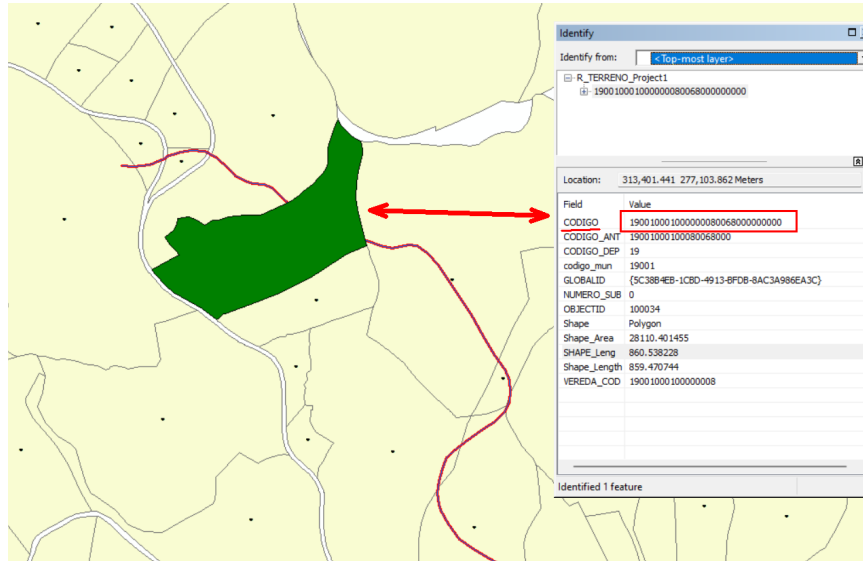 Identify
Identify from:
<Top-most layer>
R_TERRENO_Project1
190010001000000080068000000000
Location:
313,401.441 277,103.862 Meters
Field Value
CODIGO 190010001000000080068000000000
CODIGO_ANT 19001000100080068000
CODIGO_DEP 19
codigo_mun 19001
GLOBALID {5C38B4EB-1CBD-4913-BFDB-8AC3A986EA3C}
NUMERO_SUB 0
OBJECTID 100034
Shape Polygon
Shape_Area 28110.401455
SHAPE_Leng 860.538228
Shape_Length 859.470744
VEREDA_COD 19001000100000008
Identified 1 feature